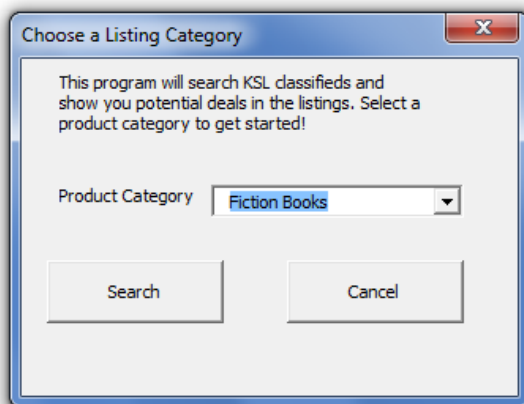 Choose a Listing Category
This program will search KSL classifieds and
show you potential deals in the listings. Select a
product category to get started!
Product Category
Fiction Books
Search
Cancel